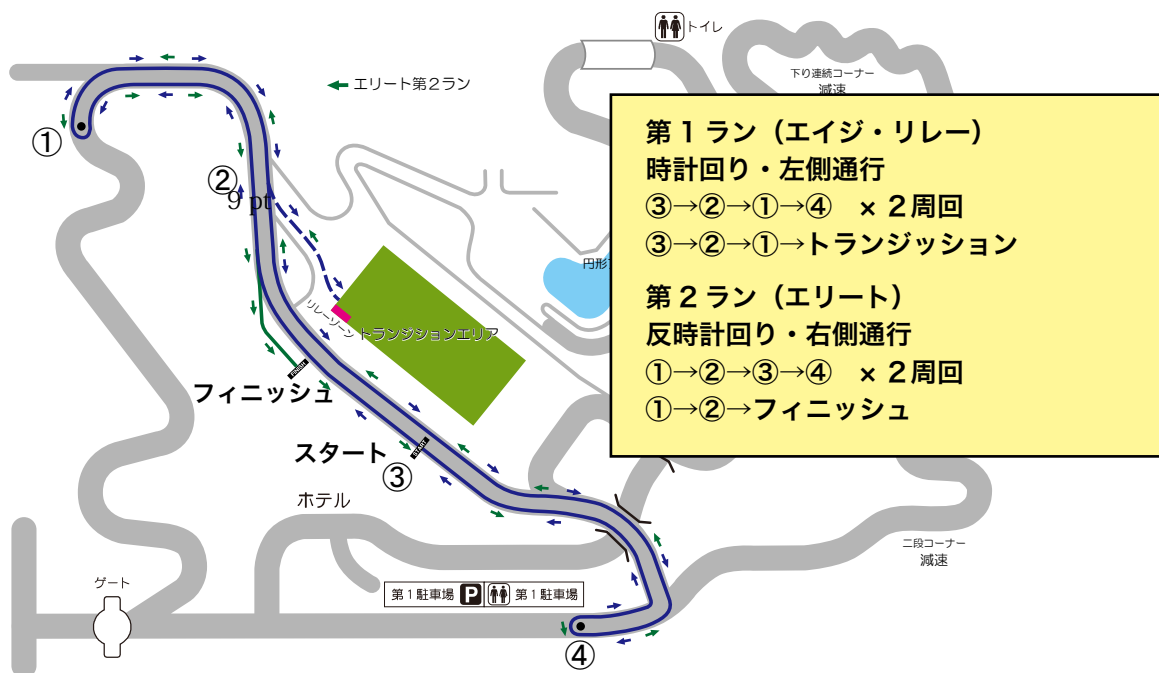 トイレ
下り連続コーナー
減速
エリート第2ラン
①
②
9 pt
第1ラン（エイジ・リレー）
時計回り・左側通行
③→②→①→④　× 2周回
③→②→①→トランジッション
第2ラン（エリート）
反時計回り・右側通行
①→②→③→④　× 2周回
①→②→フィニッシュ
円形
リレーゾーン
トランジションエリア
FINISH
フィニッシュ
START
スタート
③
ホテル
二段コーナー
減速
ゲート
第1駐車場 P 第1駐車場
④